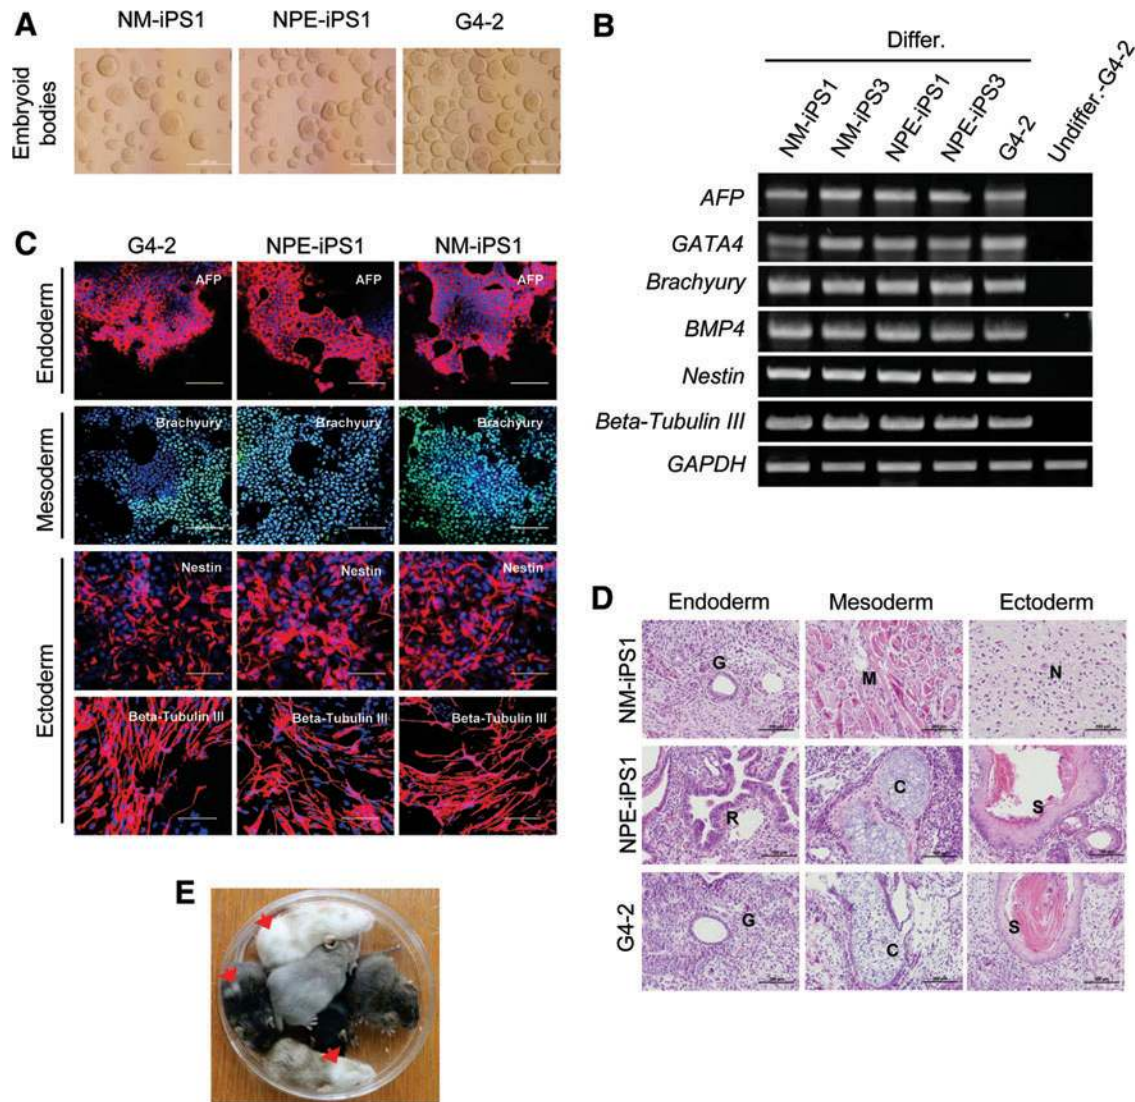 A
NM-iPS1
NPE-iPS1
G4-2
Embryoid
bodies
B
Differ.
NM-iPS1
NM-iPS3
NPE-iPS1
NPE-iPS3
G4-2
Undiffer.-G4-2
AFP
GATA4
Brachyury
BMP4
Nestin
Beta-Tubulin III
GAPDH
C
G4-2
NPE-iPS1
NM-iPS1
Endoderm
AFP
AFP
AFP
Mesoderm
Brachyury
Brachyury
Brachyury
Ectoderm
Nestin
Nestin
Nestin
Beta-Tubulin III
Beta-Tubulin III
Beta-Tubulin III
D
Endoderm
Mesoderm
Ectoderm
NM-iPS1
G
M
N
NPE-iPS1
R
C
S
G4-2
G
C
S
E